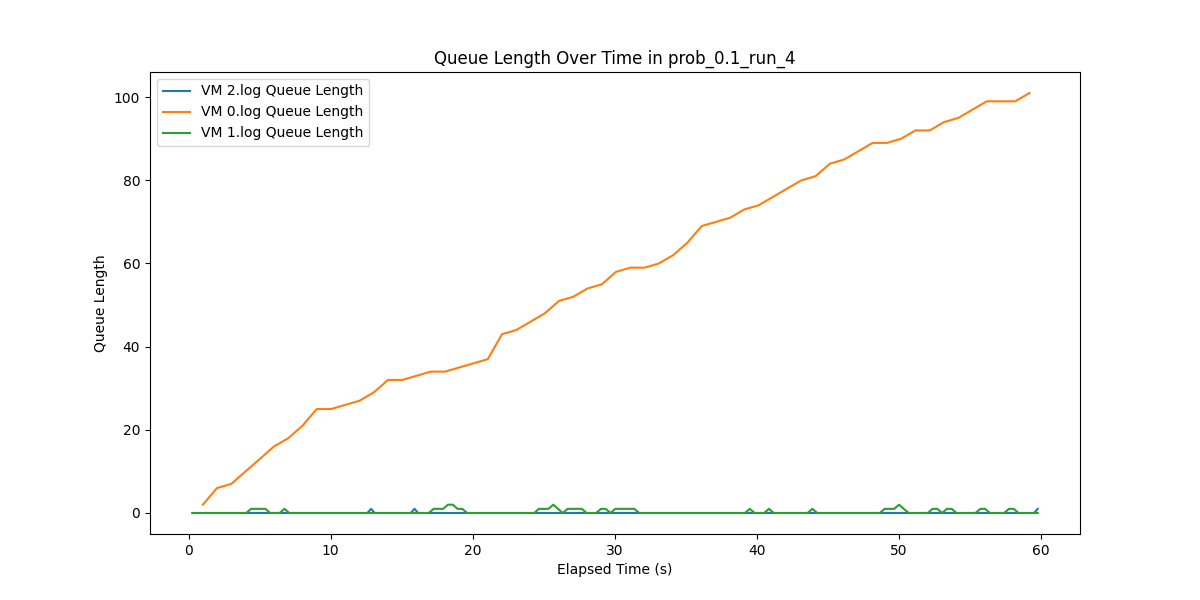 Queue Length Over Time in prob_0.1_run_4
VM 2.log Queue Length
VM 0.log Queue Length
VM 1.log Queue Length
100
80
60
40
20
0
Queue Length
0 10 20 30 40 50 60
Elapsed Time (s)